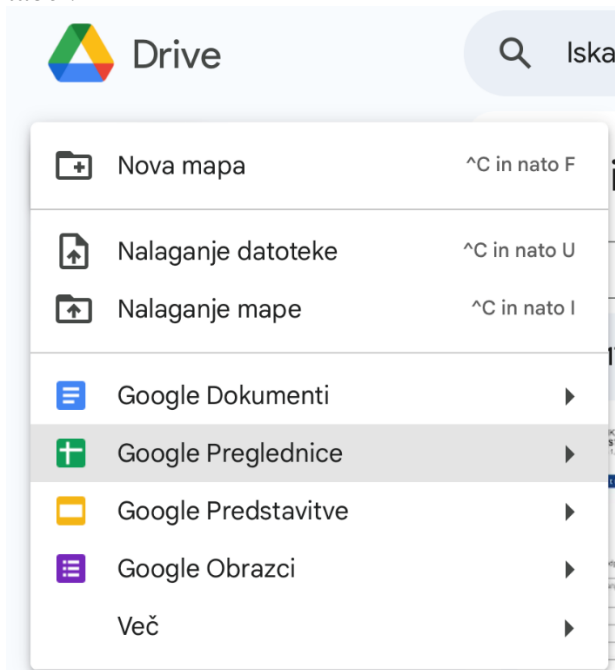 Drive
Iska
Nova mapa ^C in nato F
Nalaganje datoteke ^C in nato U
Nalaganje mape ^C in nato I
Google Dokumenti
Google Preglednice
Google Predstavitve
Google Obrazci
Več